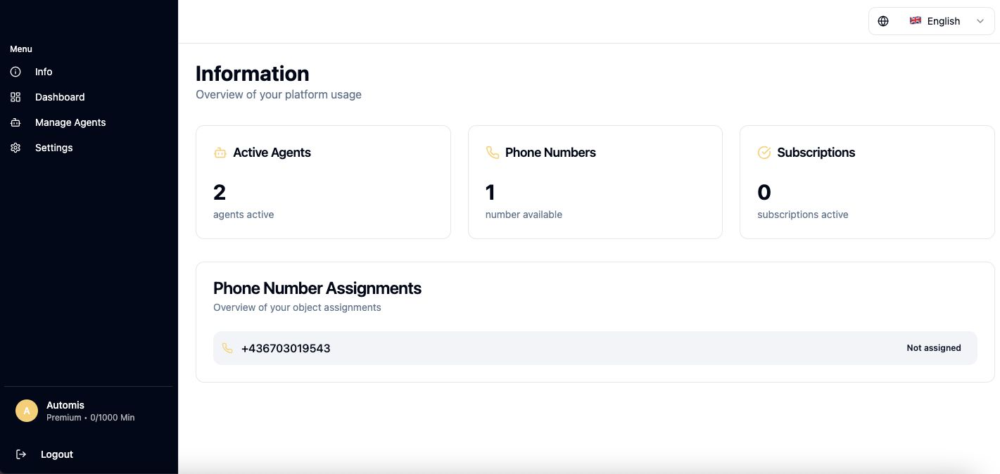 English
Menu
Info
Dashboard
Manage Agents
Settings
Information
Overview of your platform usage
Active Agents
2
agents active
Phone Numbers
1
number available
Subscriptions
0
subscriptions active
Phone Number Assignments
Overview of your object assignments
+436703019543
Not assigned
A
Automis
Premium • 0/1000 Min
Logout